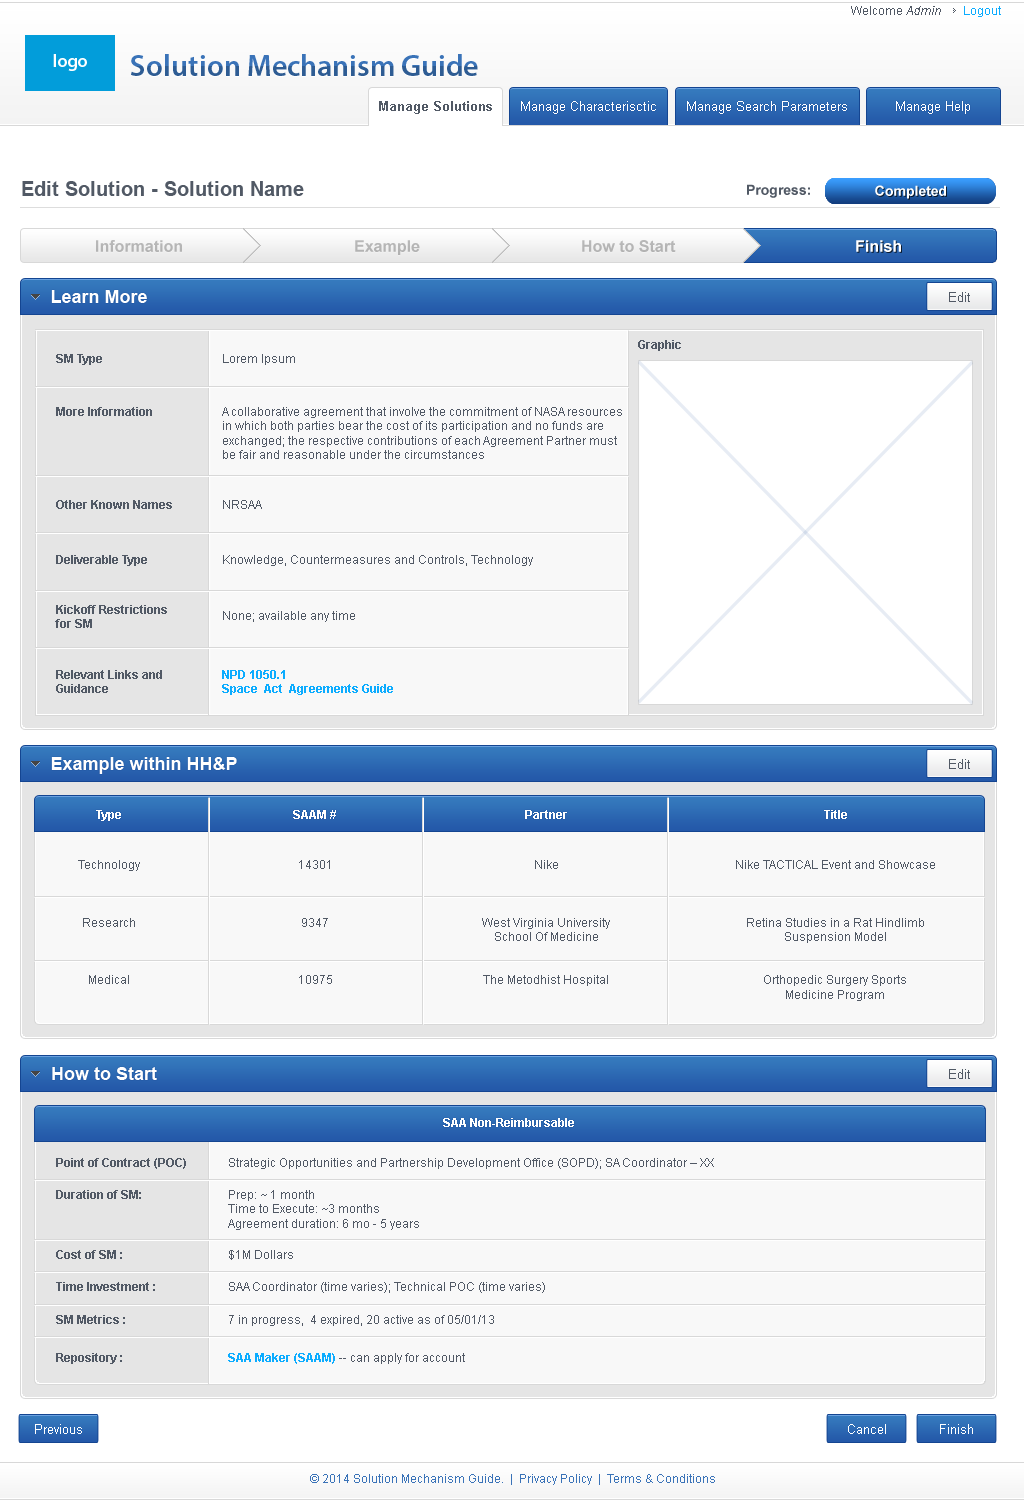 Welcome Admin › Logout
logo
Solution Mechanism Guide
Manage Solutions Manage Characterisctic Manage Search Parameters Manage Help
Edit Solution - Solution Name Progress: Completed
Information Example How to Start Finish
Learn More Edit
SM Type Lorem Ipsum
Graphic
More Information A collaborative agreement that involve the commitment of NASA resources
in which both parties bear the cost of its participation and no funds are
exchanged; the respective contributions of each Agreement Partner must
be fair and reasonable under the circumstances
Other Known Names NRSAA
Deliverable Type Knowledge, Countermeasures and Controls, Technology
Kickoff Restrictions
for SM
None; available any time
Relevant Links and
Guidance
NPD 1050.1
Space Act Agreements Guide
Example within HH&P Edit
Type SAAM # Partner Title
Technology 14301 Nike Nike TACTICAL Event and Showcase
Research 9347 West Virginia University
School Of Medicine
Retina Studies in a Rat Hindlimb
Suspension Model
Medical 10975 The Metodhist Hospital Orthopedic Surgery Sports
Medicine Program
How to Start Edit
SAA Non-Reimbursable
Point of Contract (POC) Strategic Opportunities and Partnership Development Office (SOPD); SA Coordinator – XX
Duration of SM: Prep: ~ 1 month
Time to Execute: ~3 months
Agreement duration: 6 mo - 5 years
Cost of SM : $1M Dollars
Time Investment : SAA Coordinator (time varies); Technical POC (time varies)
SM Metrics : 7 in progress, 4 expired, 20 active as of 05/01/13
Repository : SAA Maker (SAAM) -- can apply for account
Previous Cancel Finish
© 2014 Solution Mechanism Guide. | Privacy Policy | Terms & Conditions